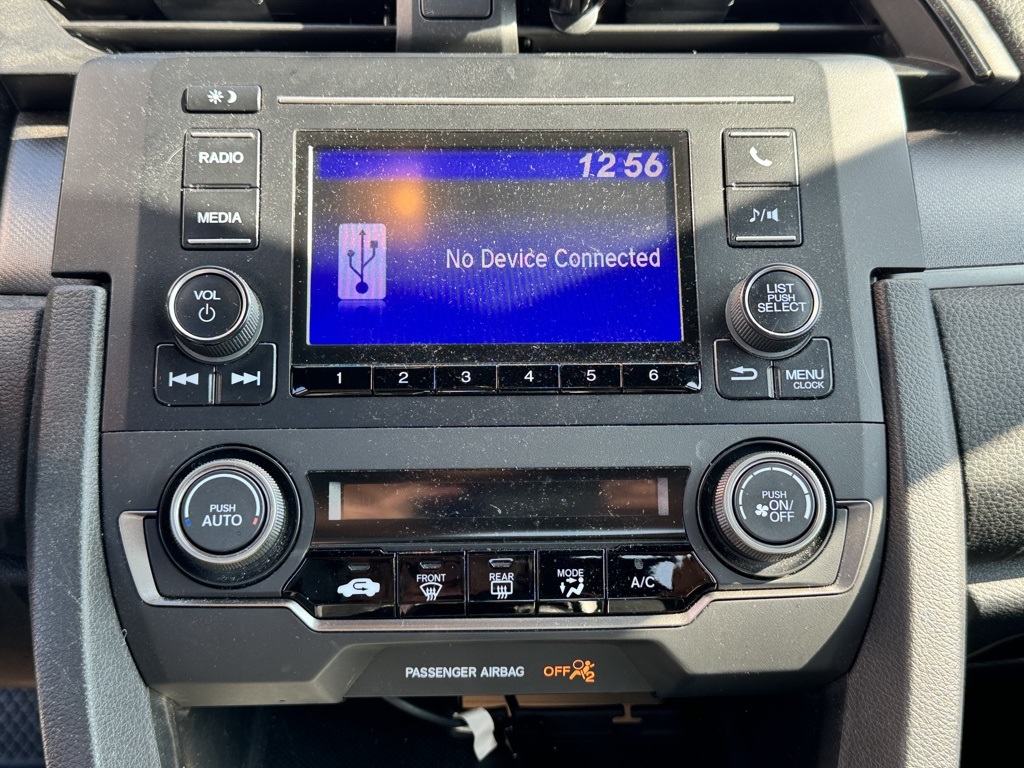 RADIO
12:56
MEDIA
No Device Connected
VOL
LIST
PUSH
SELECT
1 2 3 4 5 6
MENU
CLOCK
PUSH
AUTO
PUSH
ON/
OFF
FRONT
REAR
MODE
A/C
PASSENGER AIRBAG OFF 2